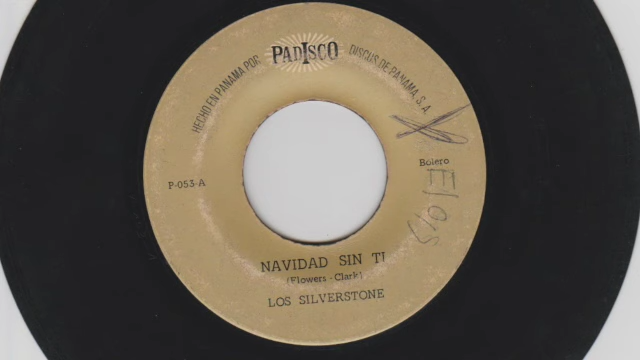 HECHO EN PANAMA POR PADISCO DISCOS DE PANAMA, S.A.
P-053-A
Bolero
NAVIDAD SIN TI
(Flowers - Clark)
LOS SILVERSTONE